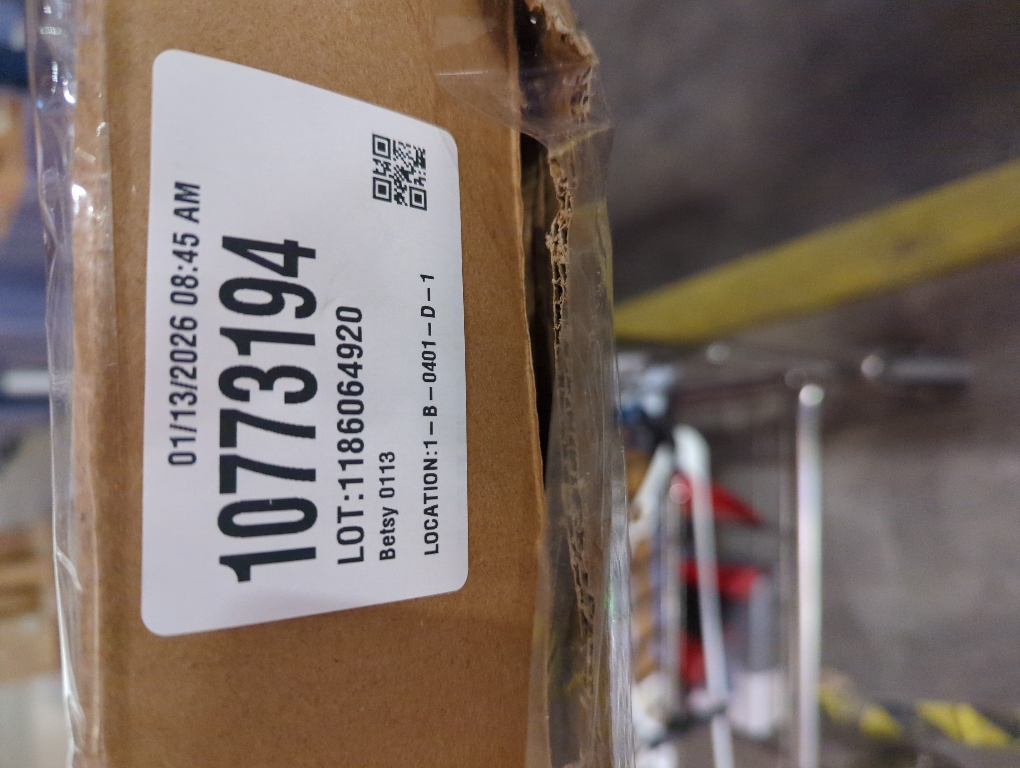 01/13/2026 08:45 AM
10773194
LOT:1186064920
Betsy 0113
LOCATION:1-B-0401-D-1